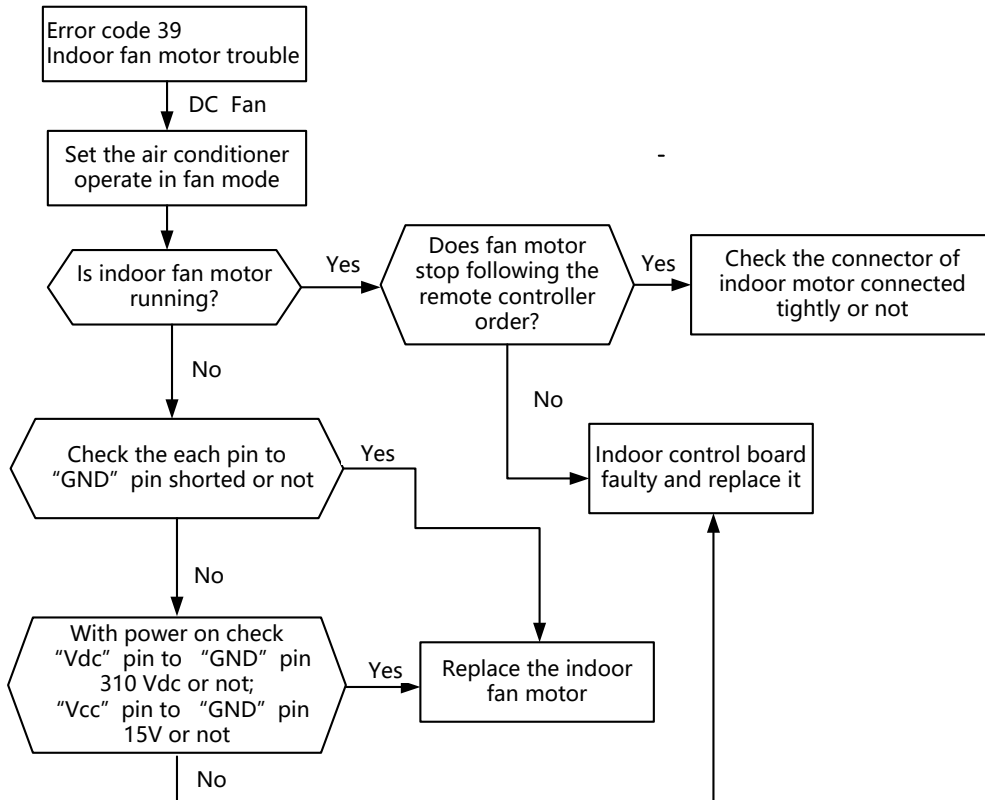 Error code 39
Indoor fan motor trouble
DC Fan
Set the air conditioner
operate in fan mode
-
Is indoor fan motor
running?
Yes
Does fan motor
stop following the
remote controller
order?
Yes
Check the connector of
indoor motor connected
tightly or not
No
No
Check the each pin to
“GND” pin shorted or not
Yes
Indoor control board
faulty and replace it
No
With power on check
“Vdc” pin to “GND” pin
310 Vdc or not;
“Vcc” pin to “GND” pin
15V or not
Yes
Replace the indoor
fan motor
No